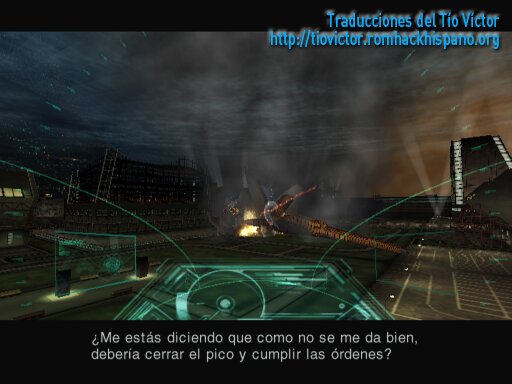 Traducciones del Tío Víctor
http://tiovictor.romhackhispano.org
¿Me estás diciendo que como no se me da bien,
debería cerrar el pico y cumplir las órdenes?